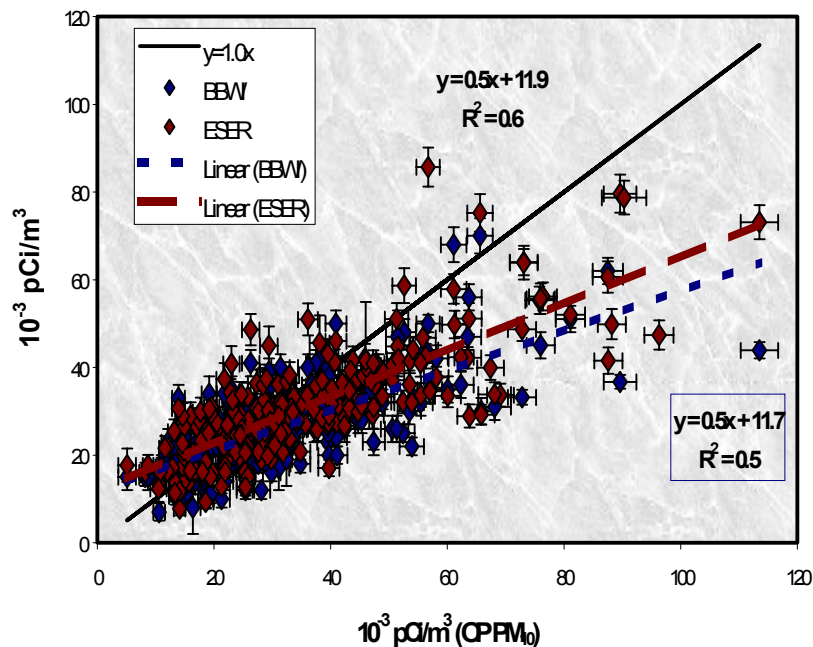 120
100
80
60
40
20
0
10⁻³ pCi/m³
y=1.0x
BBWI
ESER
Linear (BBWI)
Linear (ESER)
y=0.5x+11.9
R²=0.6
y=0.5x+11.7
R²=0.5
0 20 40 60 80 100 120
10⁻³ pCi/m³ (OPPM₁₀)